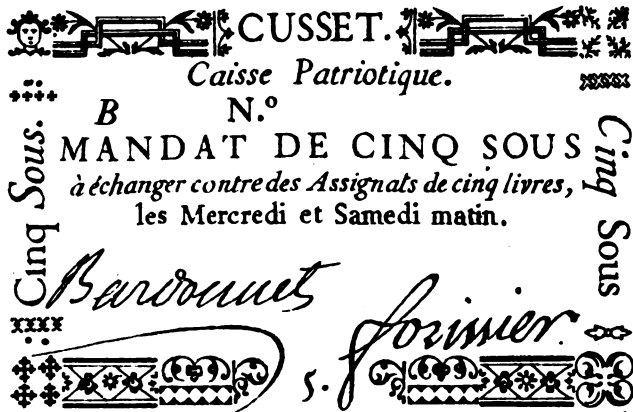 CUSSET.
Caisse Patriotique.
B N.º
MANDAT DE CINQ SOUS
à échanger contre des Assignats de cinq livres,
les Mercredi et Samedi matin.
Cinq Sous.
Cinq Sous
5.